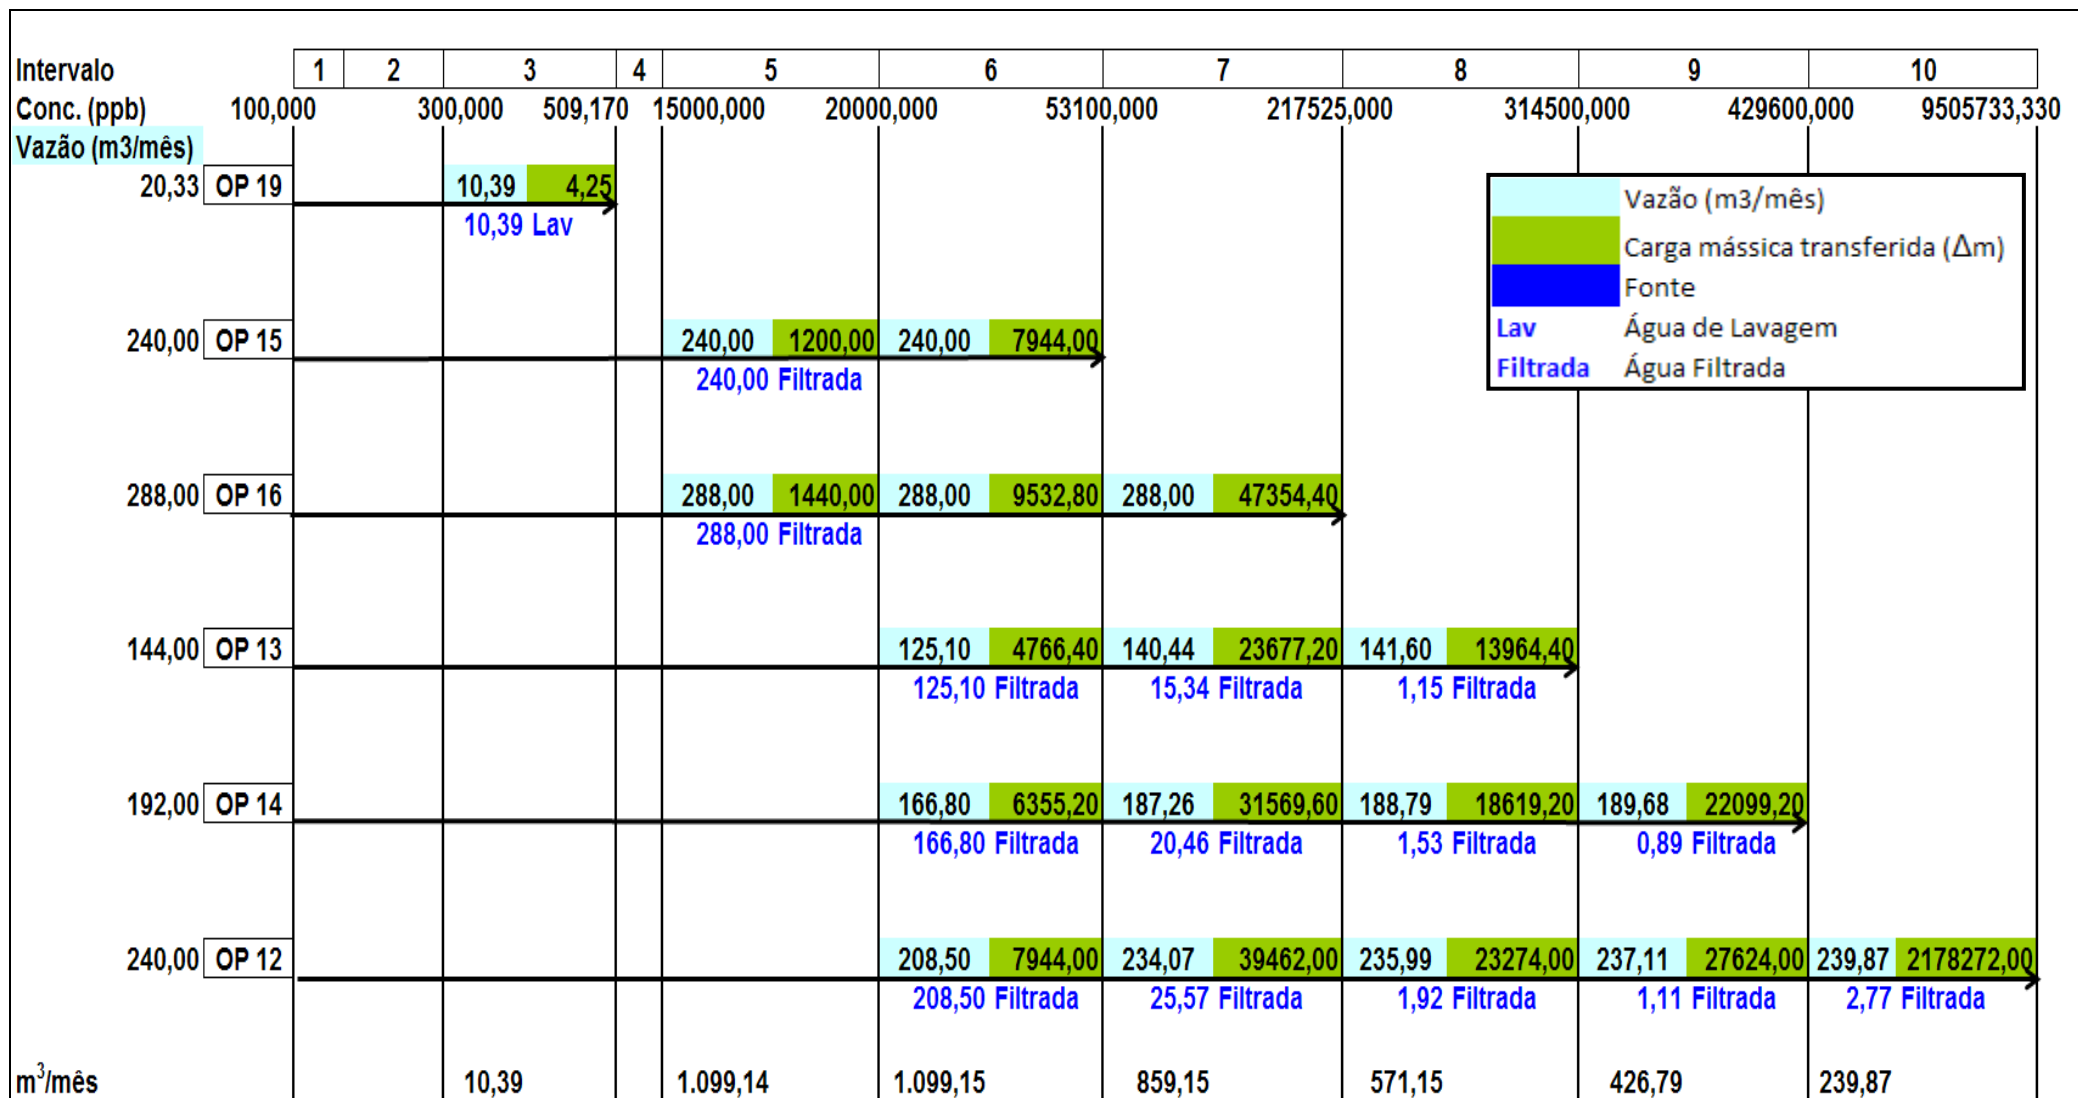 Intervalo 1 2 3 4 5 6 7 8 9 10
Conc. (ppb) 100,000 300,000 509,170 15000,000 20000,000 53100,000 217525,000 314500,000 429600,000 9505733,330
Vazão (m3/mês)
20,33 OP 19 10,39 4,25
10,39 Lav
Vazão (m3/mês)
Carga mássica transferida (Δm)
Fonte
Lav Água de Lavagem
Filtrada Água Filtrada
240,00 OP 15 240,00 1200,00 240,00 7944,00
240,00 Filtrada
288,00 OP 16 288,00 1440,00 288,00 9532,80 288,00 47354,40
288,00 Filtrada
144,00 OP 13 125,10 4766,40 140,44 23677,20 141,60 13964,40
125,10 Filtrada 15,34 Filtrada 1,15 Filtrada
192,00 OP 14 166,80 6355,20 187,26 31569,60 188,79 18619,20 189,68 22099,20
166,80 Filtrada 20,46 Filtrada 1,53 Filtrada 0,89 Filtrada
240,00 OP 12 208,50 7944,00 234,07 39462,00 235,99 23274,00 237,11 27624,00 239,87 2178272,00
208,50 Filtrada 25,57 Filtrada 1,92 Filtrada 1,11 Filtrada 2,77 Filtrada
m³/mês 10,39 1.099,14 1.099,15 859,15 571,15 426,79 239,87